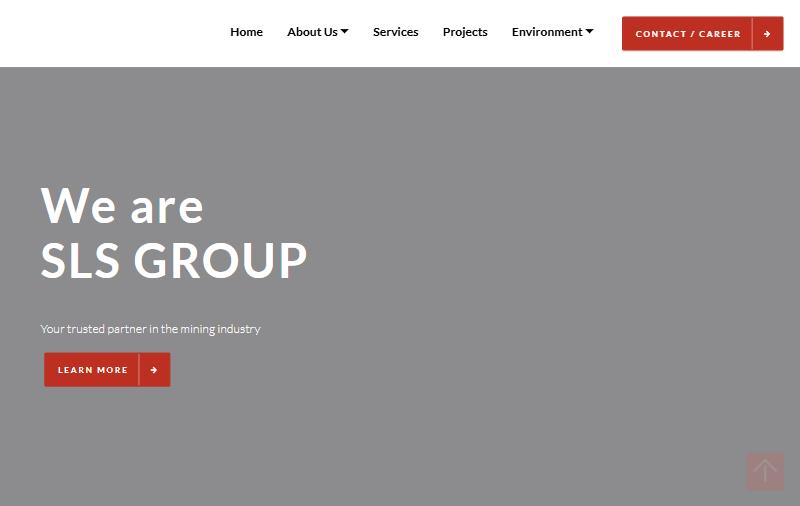 Home About Us Services Projects Environment CONTACT / CAREER
We are
SLS GROUP
Your trusted partner in the mining industry
LEARN MORE